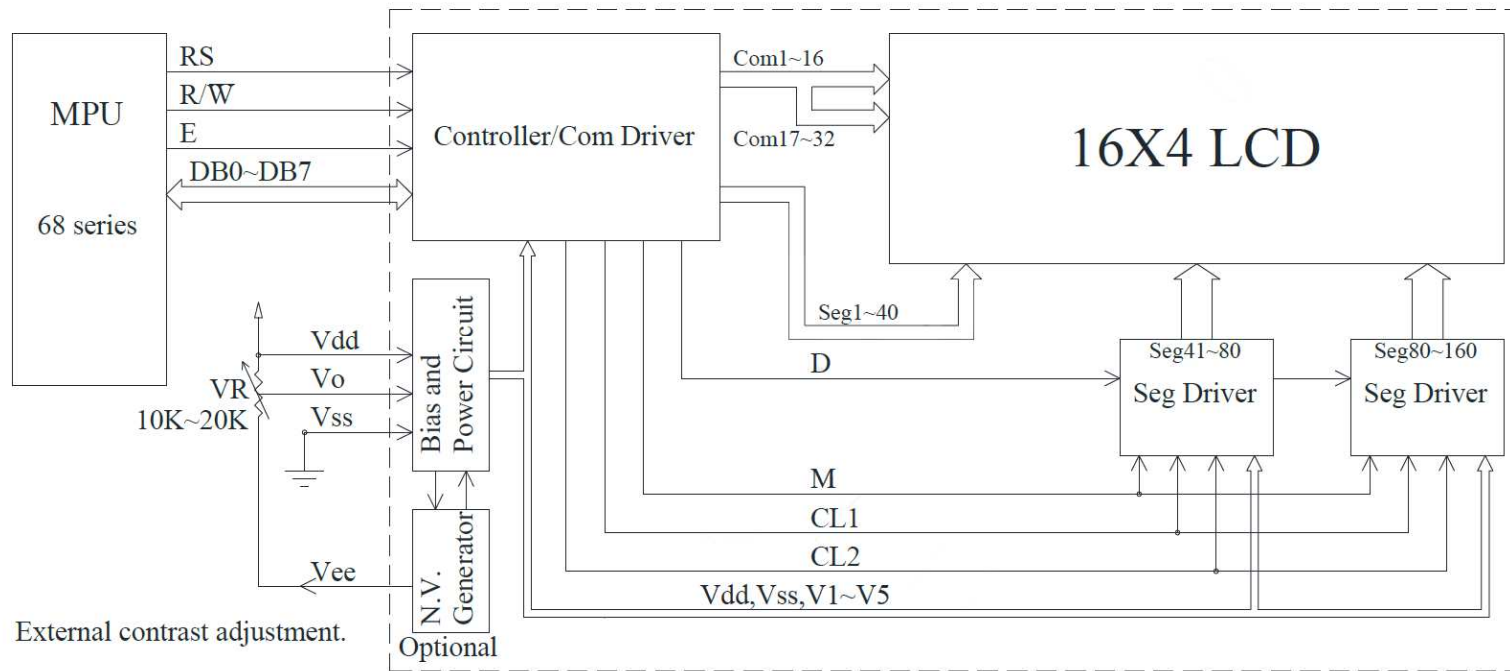 MPU
68 series
RS
R/W̅
E
DB0~DB7
Controller/Com Driver
Com1~16
Com17~32
16X4 LCD
Seg1~40
Vdd
Vo
Vss
VR
10K~20K
Bias and
Power Circuit
D
Seg41~80
Seg Driver
Seg80~160
Seg Driver
M
CL1
CL2
Vdd,Vss,V1~V5
Vee
N.V.
Generator
Optional
External contrast adjustment.